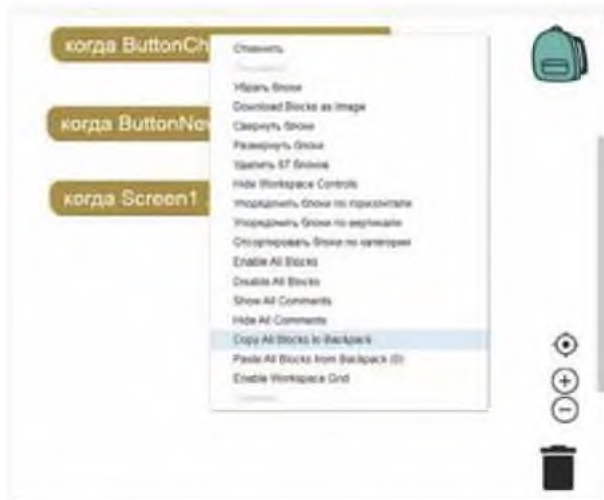 когда ButtonCh
Отменить
Убрать блоки
Download Blocks as Image
когда ButtonNe
Свернуть блоки
Развернуть блоки
Удалить 67 блоков
Hide Workspace Controls
когда Screen1
Упорядочить блоки по горизонтали
Упорядочить блоки по вертикали
Отсортировать блоки по категории
Enable All Blocks
Disable All Blocks
Show All Comments
Hide All Comments
Copy All Blocks to Backpack
Paste All Blocks from Backpack (0)
Enable Workspace Grid